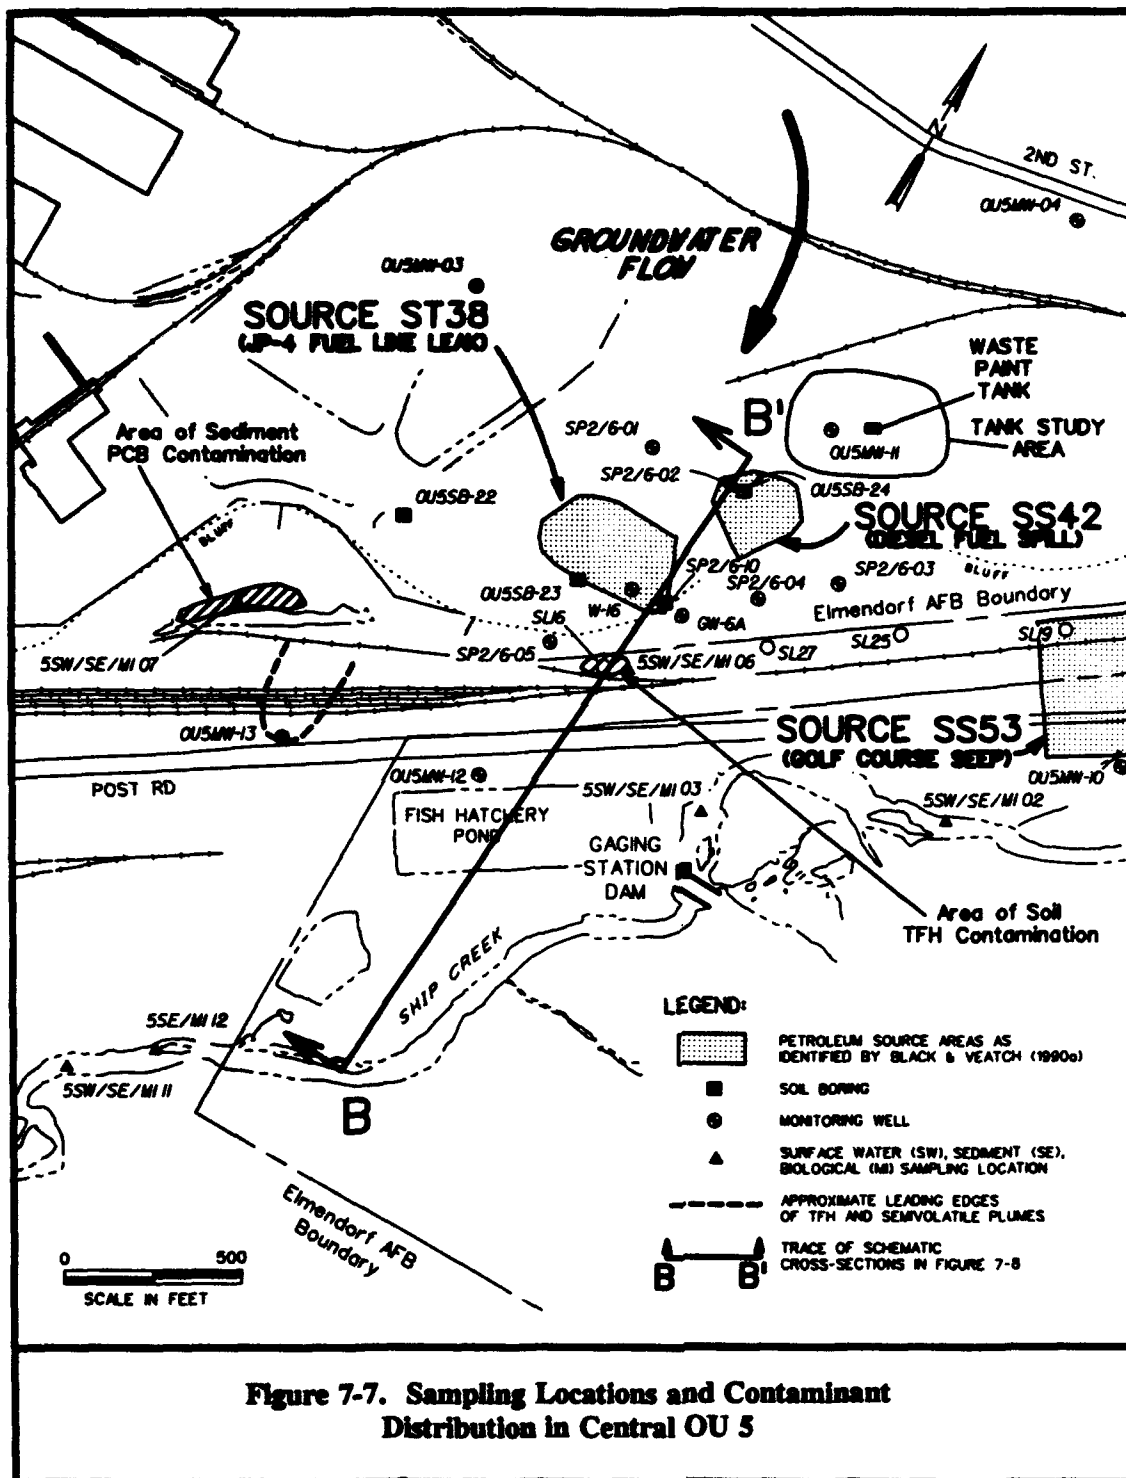 2ND ST.
N
OU5MW-04
GROUNDWATER
FLOW
OU5MW-03
SOURCE ST38
(JP-4 FUEL LINE LEAK)
WASTE
PAINT
TANK
B'
TANK STUDY
AREA
Area of Sediment
PCB Contamination
SP2/6-01
OU5MW-11
SP2/6-02
OU5SB-24
OU5SB-22
SOURCE SS42
(DIESEL FUEL SPILL)
BLUFF
SP2/6-10
SP2/6-04
SP2/6-03
BLUFF
OU5SB-23
W-16
GW-6A
Elmendorf AFB Boundary
SL16
SL27
SL25
SL19
SP2/6-05
5SW/SE/MI 06
5SW/SE/MI 07
OU5MW-13
SOURCE SS53
(GOLF COURSE SEEP)
OU5MW-10
POST RD
OU5MW-12
5SW/SE/MI 03
5SW/SE/MI 02
FISH HATCHERY
POND
GAGING
STATION
DAM
Area of Soil
TFH Contamination
SHIP CREEK
5SE/MI 12
5SW/SE/MI 11
B
Elmendorf AFB
Boundary
LEGEND:
PETROLEUM SOURCE AREAS AS
IDENTIFIED BY BLACK & VEATCH (1990a)
SOIL BORING
MONITORING WELL
SURFACE WATER (SW), SEDIMENT (SE),
BIOLOGICAL (MI) SAMPLING LOCATION
APPROXIMATE LEADING EDGES
OF TFH AND SEMIVOLATILE PLUMES
TRACE OF SCHEMATIC
CROSS-SECTIONS IN FIGURE 7-8
B B'
0 500
SCALE IN FEET
Figure 7-7. Sampling Locations and Contaminant
Distribution in Central OU 5